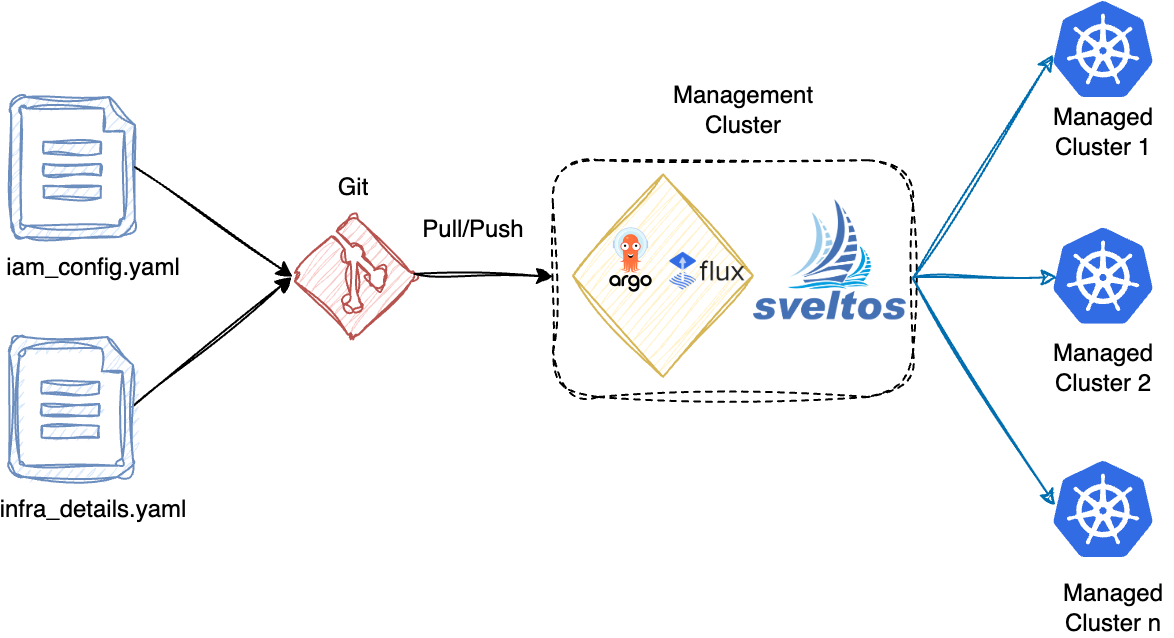 iam_config.yaml
infra_details.yaml
Git
Pull/Push
Management
Cluster
argo
flux
sveltos
Managed
Cluster 1
Managed
Cluster 2
Managed
Cluster n